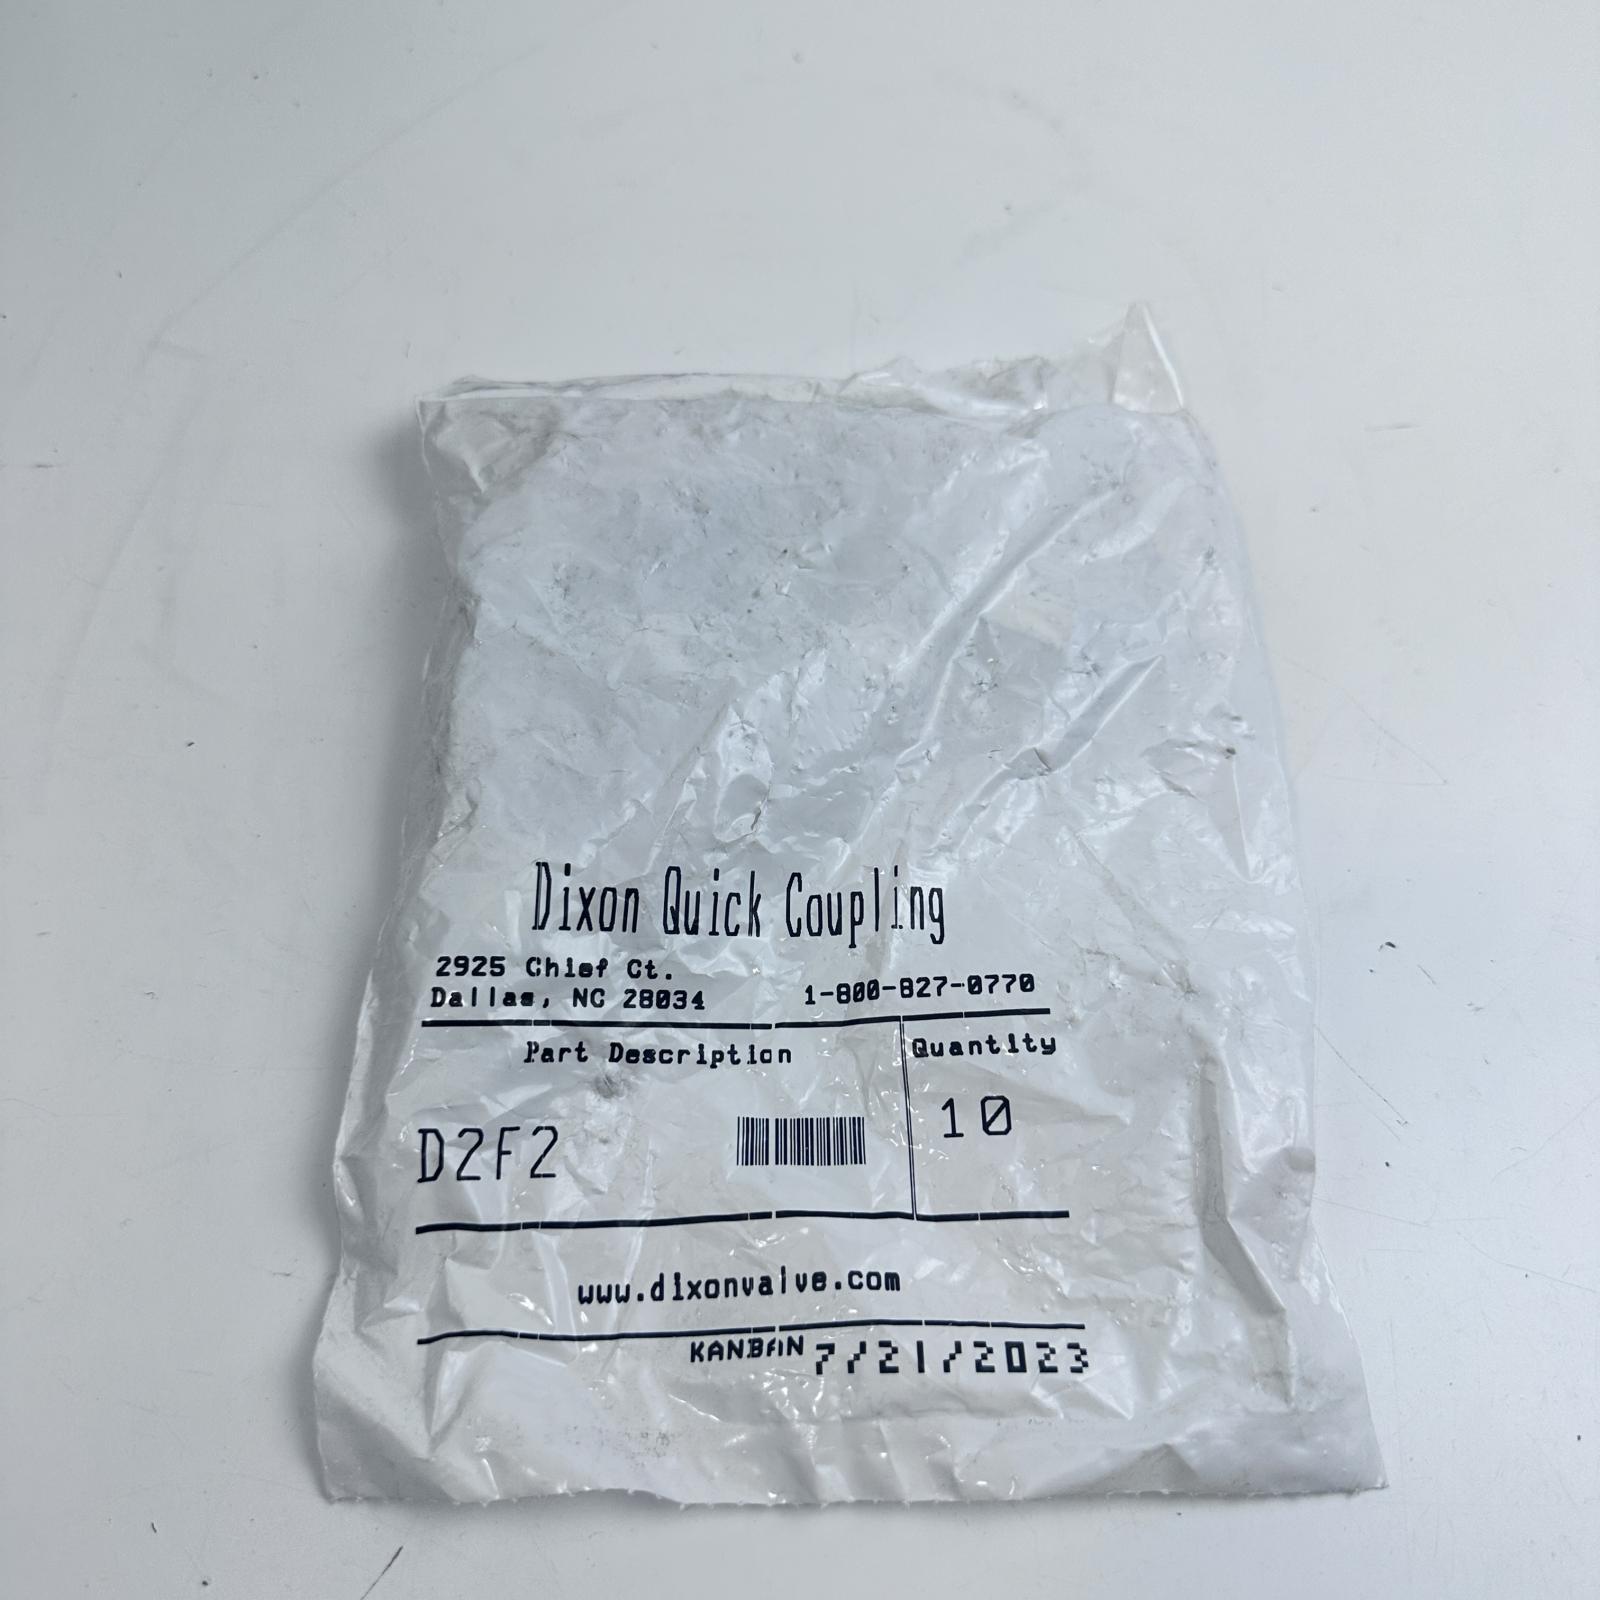 Dixon Quick Coupling
2925 Chief Ct.
Dallas, NC 28034
1-800-827-0770
Part Description
Quantity
D2F2
10
www.dixonvalve.com
KANBAN 7/21/2023